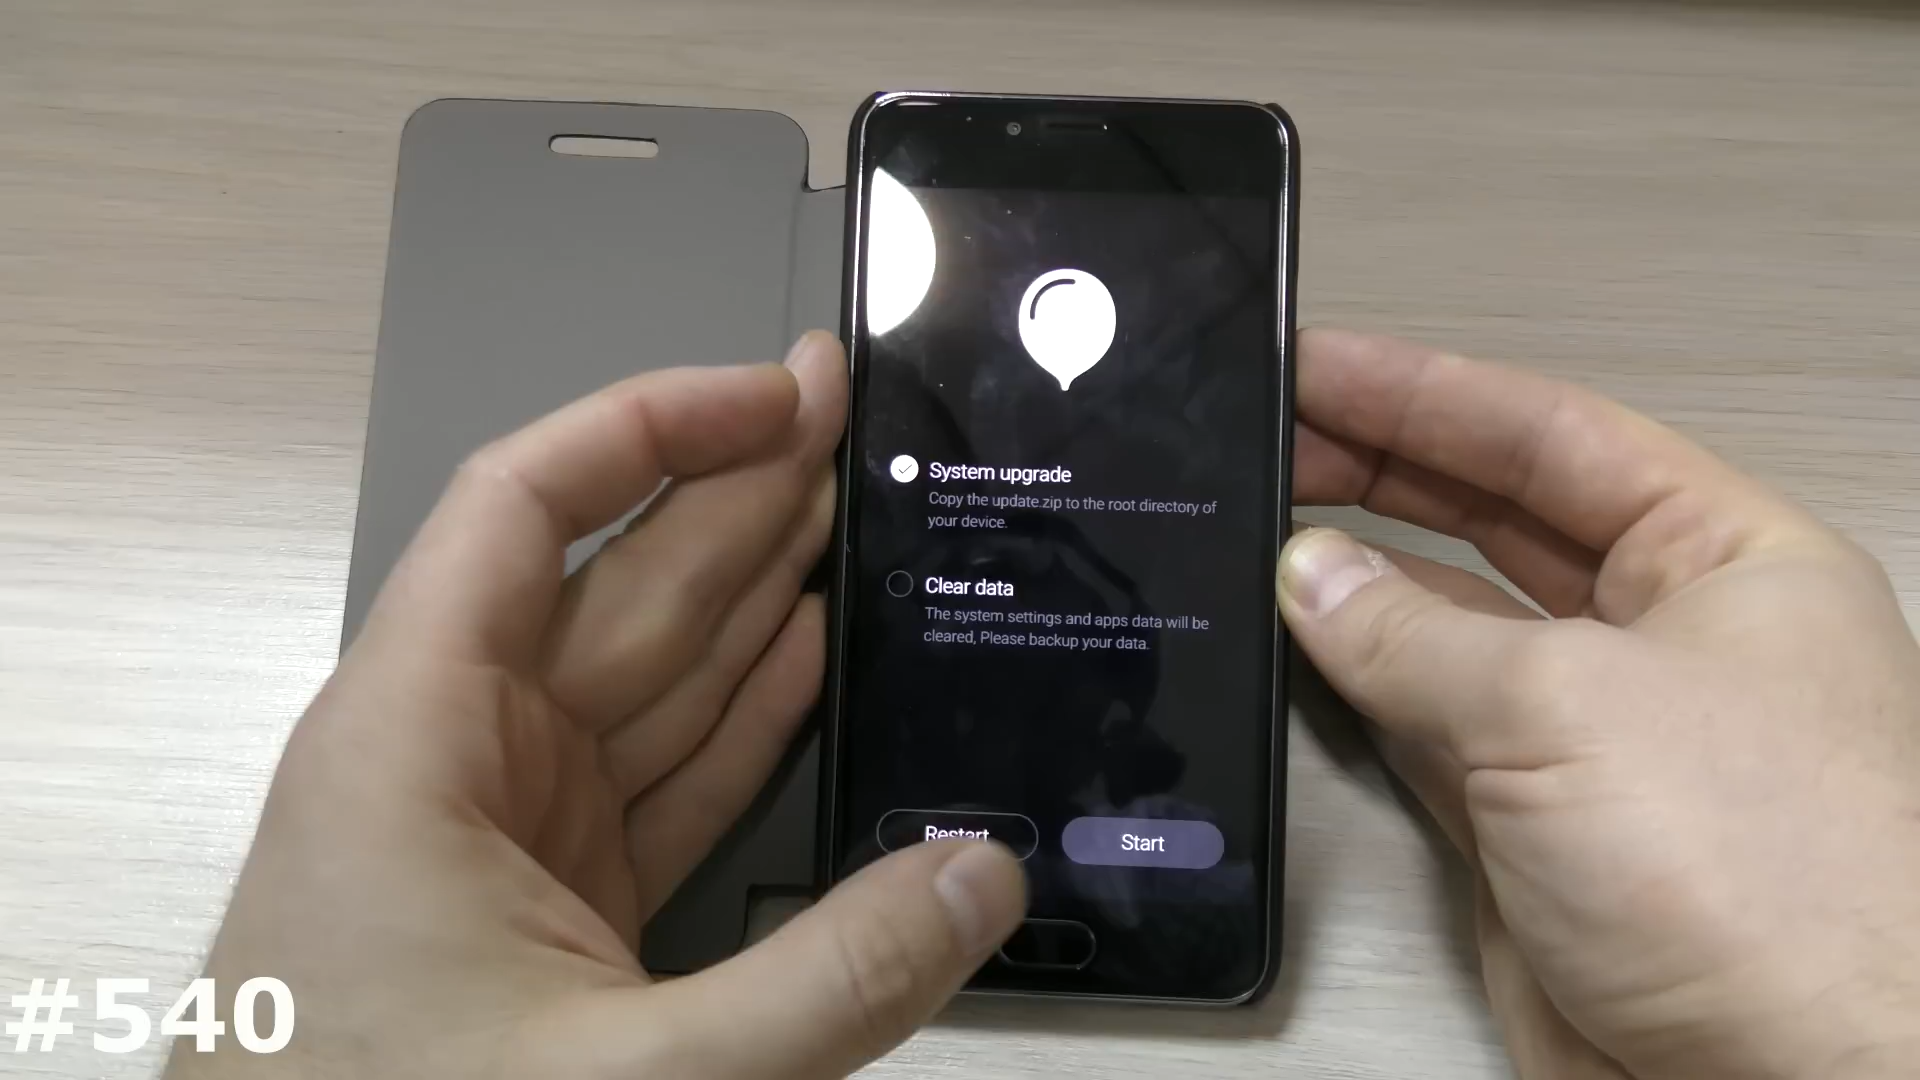 System upgrade
Copy the update.zip to the root directory of
your device.
Clear data
The system settings and apps data will be
cleared, Please backup your data.
Restart
Start
#540